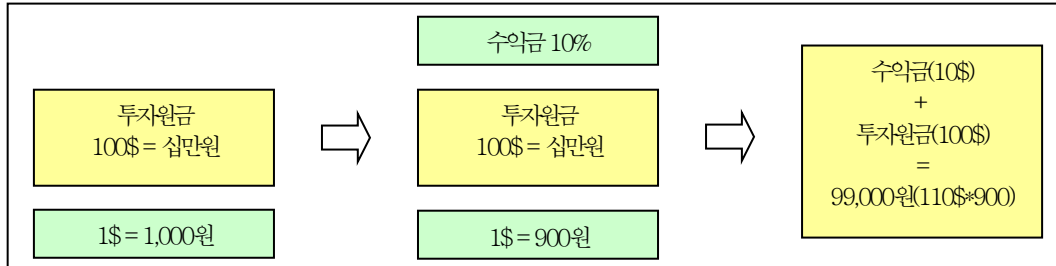 투자원금
100$ = 십만원
1$ = 1,000원
수익금 10%
투자원금
100$ = 십만원
1$ = 900원
수익금(10$)
+
투자원금(100$)
=
99,000원(110$*900)